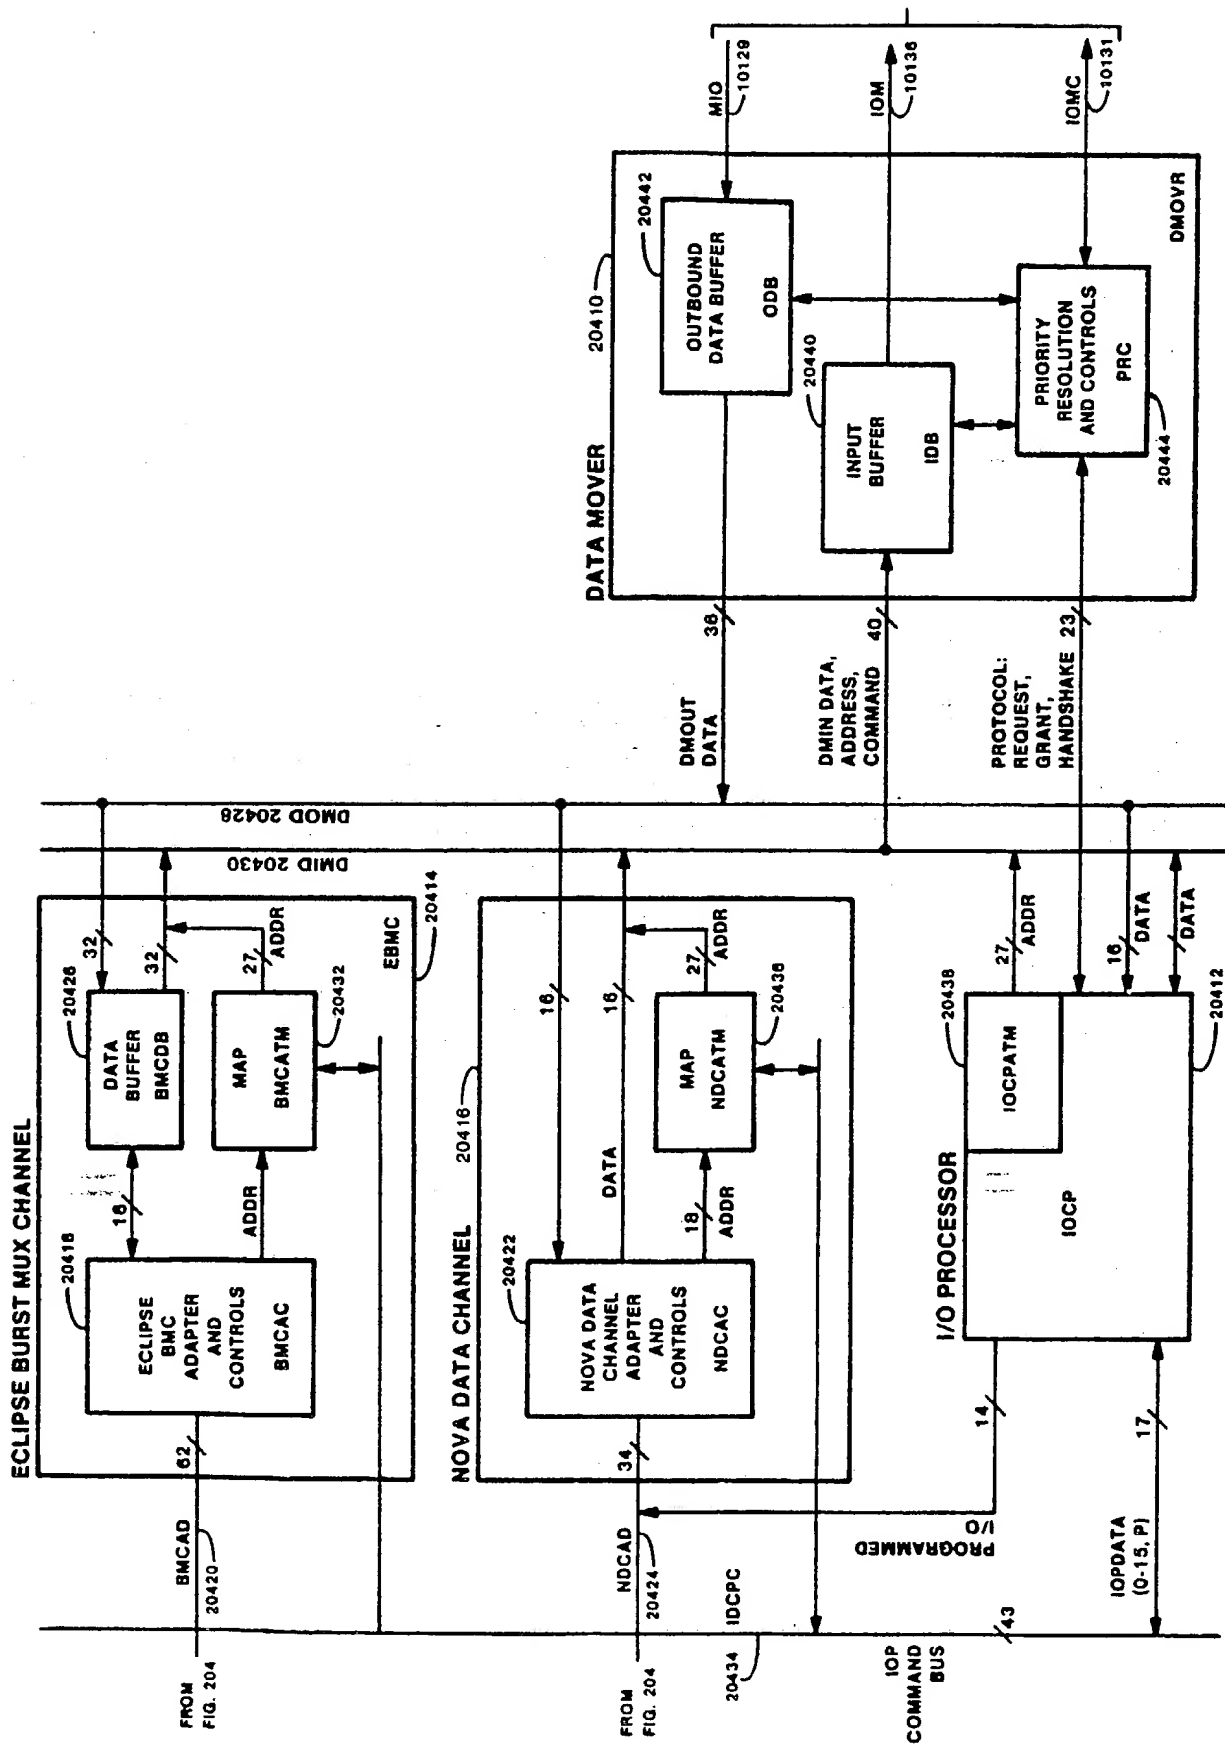 ECLIPSE BURST MUX CHANNEL
FROM
FIG. 204
BMCAD
20420
62
20418
ECLIPSE
BMC
ADAPTER
AND
CONTROLS
BMCAC
16
ADDR
20426
DATA
BUFFER
BMCDB
MAP
BMCATM
20432
32
32
27
ADDR
EBMC
20414
DMID 20430
DMOD 20428
NOVA DATA CHANNEL
20416
FROM
FIG. 204
NDCAD
20424
34
20422
NOVA DATA
CHANNEL
ADAPTER
AND
CONTROLS
NDCAC
DATA
18
ADDR
MAP
NDCATM
20436
16
16
27
ADDR
20434
IDCPC
IOP
COMMAND
BUS
43
PROGRAMMED
I/O
14
IOPDATA
(0-15, P)
17
I/O PROCESSOR
IOCP
IOCPATM
20438
20412
27
ADDR
16
DATA
DATA
DMOUT
DATA
36
DMIN DATA,
ADDRESS,
COMMAND
40
PROTOCOL:
REQUEST,
GRANT,
HANDSHAKE
23
DATA MOVER
20410
OUTBOUND
DATA BUFFER
ODB
20442
INPUT
BUFFER
IDB
20440
PRIORITY
RESOLUTION
AND CONTROLS
PRC
20444
DMOVR
MIO
10129
IOM
10136
IOMC
10131